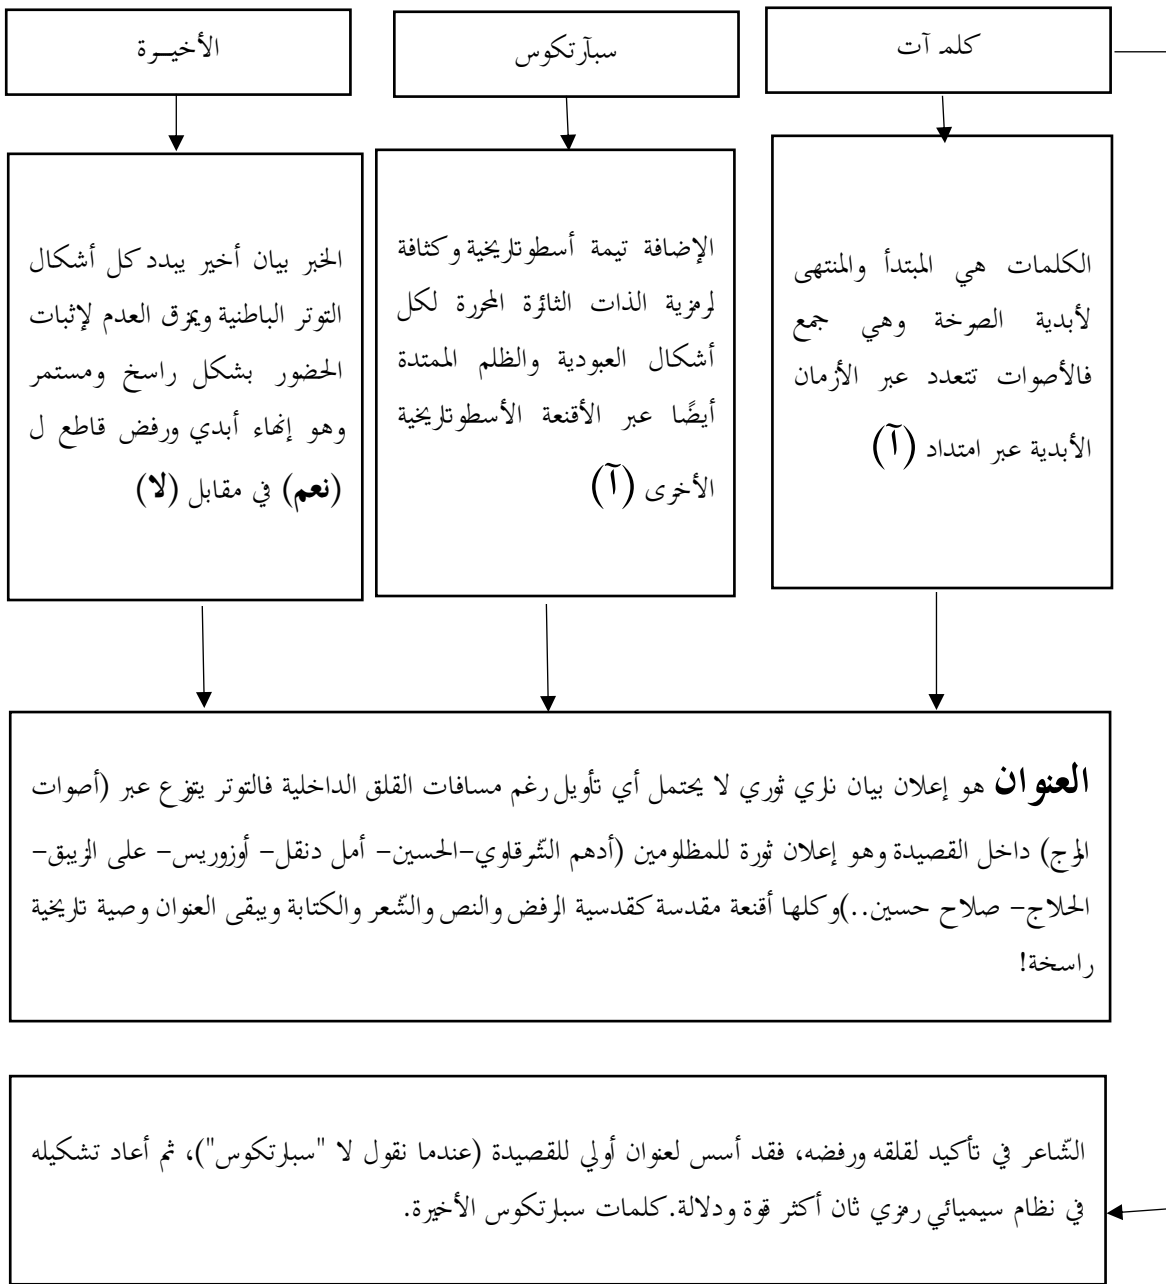 كلمـ آت
سبآرتكوس
الأخيـــرة
الكلمات هي المبتدأ والمنتهى
لأبدية الصرخة وهي جمع
فالأصوات تتعدد عبر الأزمان
الأبدية عبر امتداد (آ)
الإضافة تيمة أسطوتاريخية وكثافة
لرمزية الذات الثائرة المحررة لكل
أشكال العبودية والظلم الممتدة
أيضًا عبر الأقنعة الأسطوتاريخية
الأخرى (آ)
الخبر بيان أخير يبدد كل أشكال
التوتر الباطنية ويمزق العدم لإثبات
الحضور بشكل راسخ ومستمر
وهو إنهاء أبدي ورفض قاطع ل
(نعم) في مقابل (لا)
العنوان هو إعلان بيان ناري ثوري لا يحتمل أي تأويل رغم مسافات القلق الداخلية فالتوتر يتوزع عبر (أصوات
المزج) داخل القصيدة وهو إعلان ثورة للمظلومين (أدهم الشّرقاوي-الحسين- أمل دنقل- أوزوريس- على الزيبق-
الحلاج- صلاح حسين..)وكلها أقنعة مقدسة كقدسية الرفض والنص والشّعر والكتابة ويبقى العنوان وصية تاريخية
راسخة!
الشّاعر في تأكيد لقلقه ورفضه، فقد أسس لعنوان أولي للقصيدة (عندما نقول لا "سبارتكوس")، ثم أعاد تشكيله
في نظام سيميائي رمزي ثان أكثر قوة ودلالة.كلمات سبارتكوس الأخيرة.